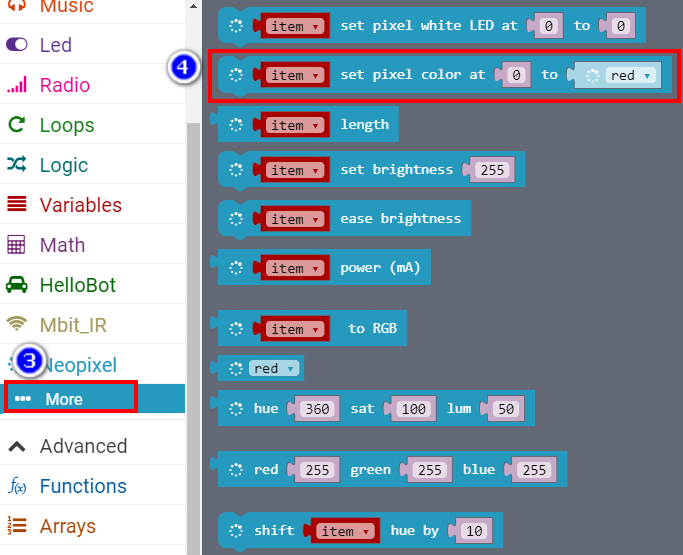 Music
Led
Radio
Loops
Logic
Variables
Math
HelloBot
Mbit_IR
3 Neopixel
More
Advanced
f(x) Functions
Arrays
item set pixel white LED at 0 to 0
4
item set pixel color at 0 to red
item length
item set brightness 255
item ease brightness
item power (mA)
item to RGB
red
hue 360 sat 100 lum 50
red 255 green 255 blue 255
shift item hue by 10